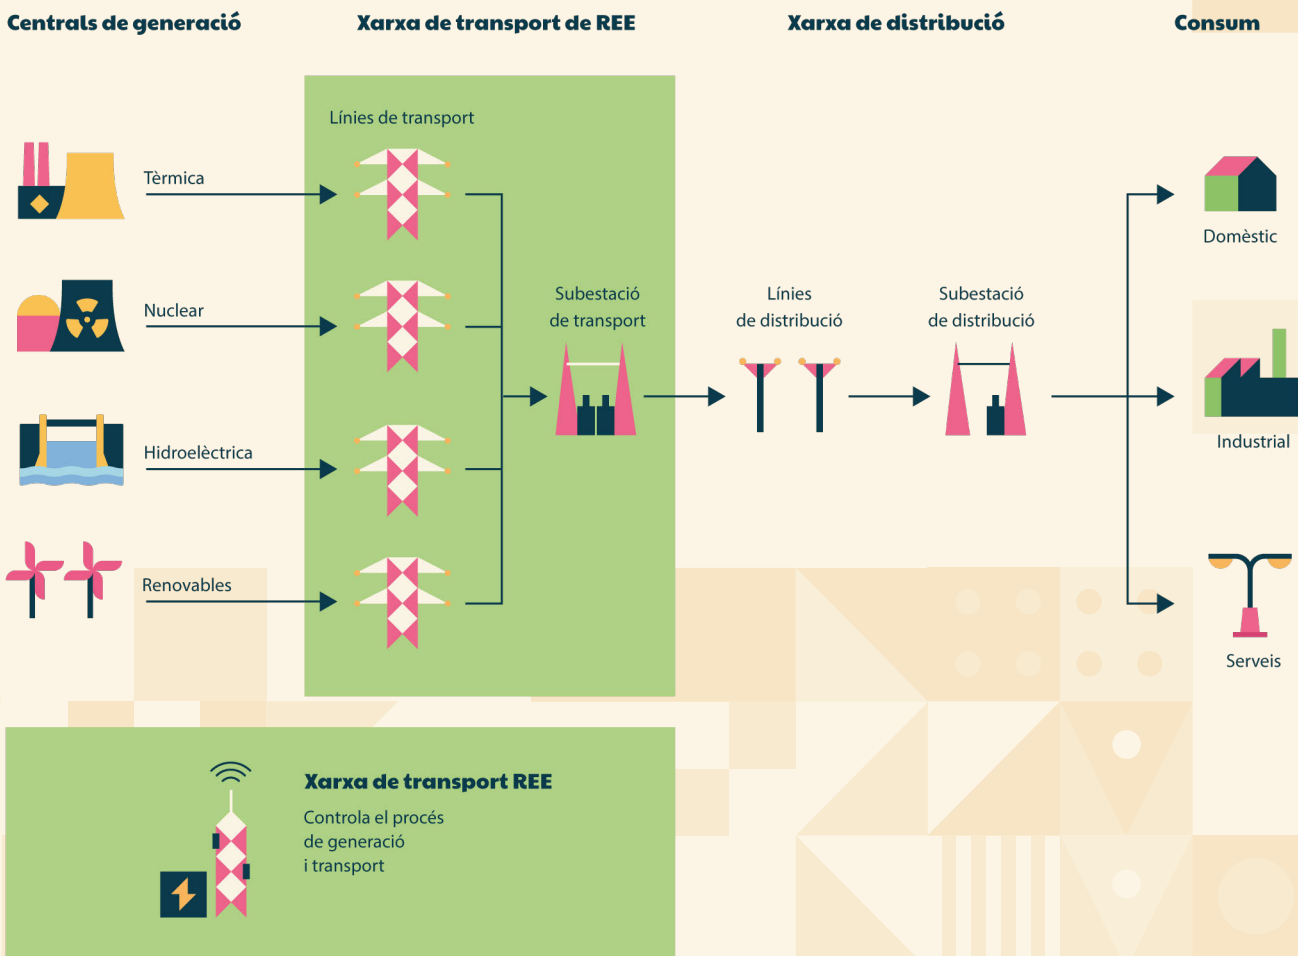 Centrals de generació
Xarxa de transport de REE
Xarxa de distribució
Consum
Línies de transport
Tèrmica
Nuclear
Hidroelèctrica
Renovables
Subestació
de transport
Línies
de distribució
Subestació
de distribució
Domèstic
Industrial
Serveis
Xarxa de transport REE
Controla el procés
de generació
i transport